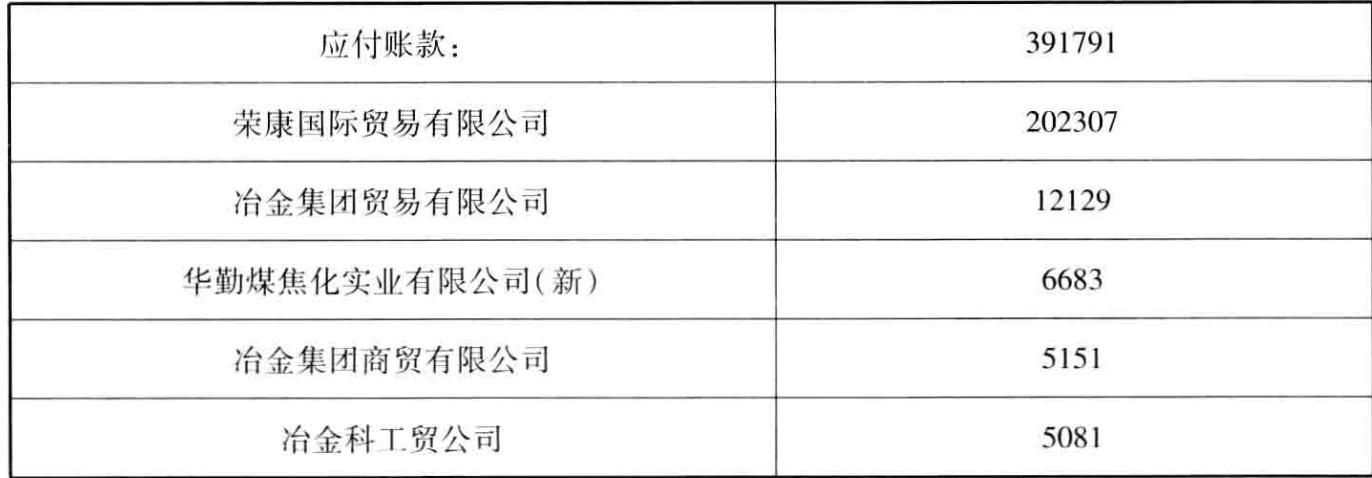 应付账款： 391791
荣康国际贸易有限公司 202307
冶金集团贸易有限公司 12129
华勤煤焦化实业有限公司(新) 6683
冶金集团商贸有限公司 5151
冶金科工贸公司 5081